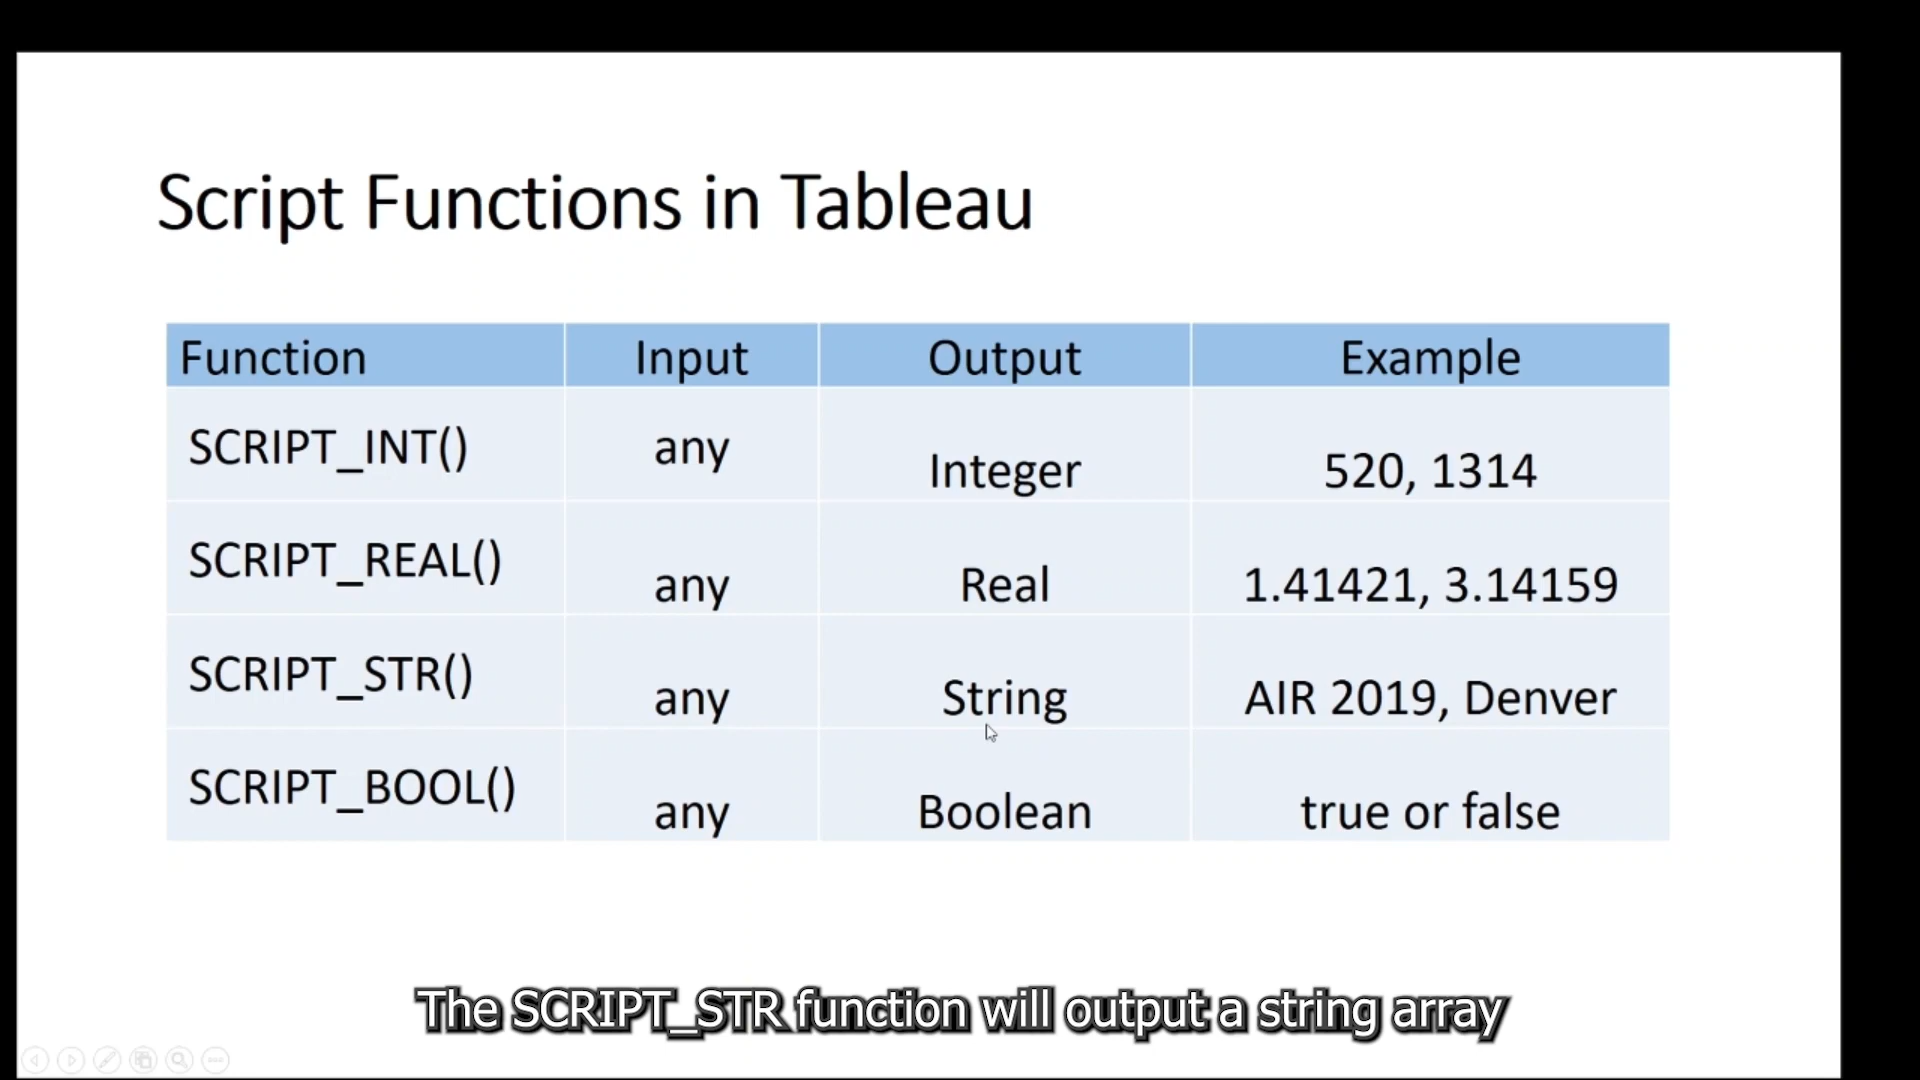 Script Functions in Tableau
Function Input Output Example
SCRIPT_INT() any Integer 520, 1314
SCRIPT_REAL() any Real 1.41421, 3.14159
SCRIPT_STR() any String AIR 2019, Denver
SCRIPT_BOOL() any Boolean true or false
The SCRIPT_STR function will output a string array